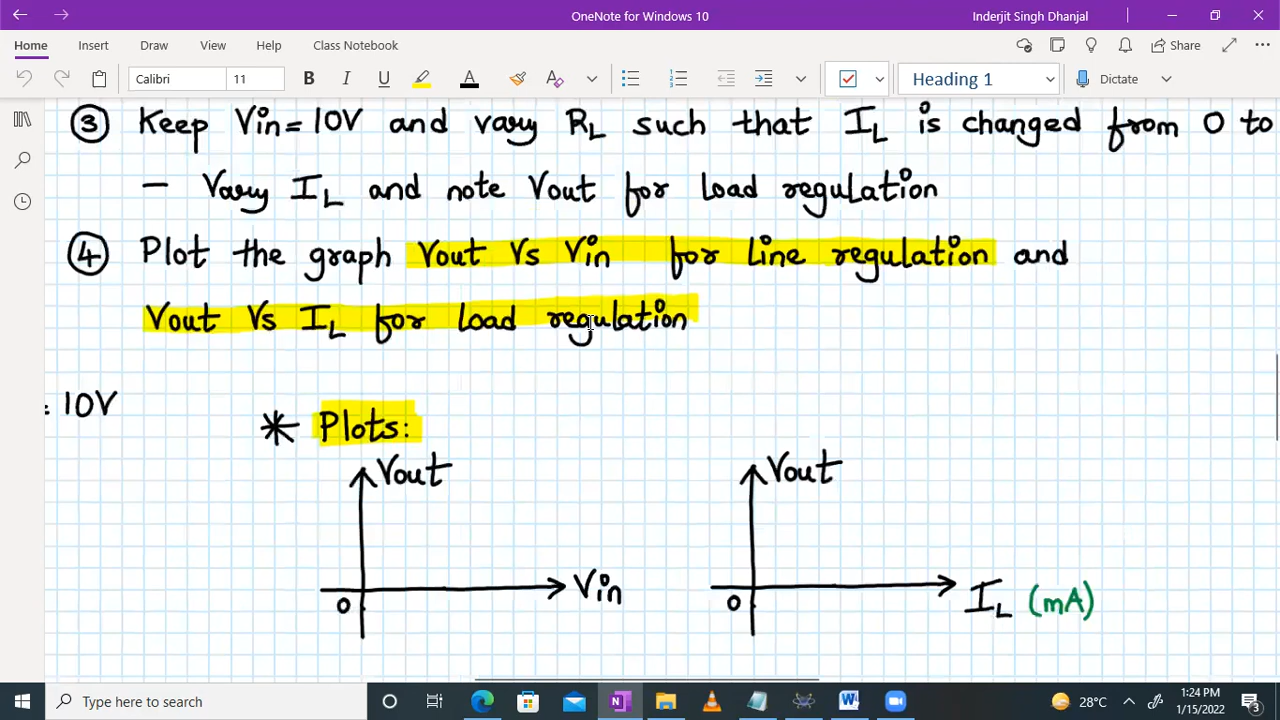 OneNote for Windows 10
Inderjit Singh Dhanjal
Home Insert Draw View Help Class Notebook
Share
Calibri 11 B I U A Heading 1 Dictate
③ Keep Vin = 10V and vary RL such that IL is changed from 0 to
– Vary IL and note Vout for Load regulation
④ Plot the graph Vout Vs Vin for line regulation and
Vout Vs IL for load regulation
= 10V
* Plots:
Vout
Vout
Vin
IL (mA)
0
0
Type here to search
28°C
1:24 PM
1/15/2022
3